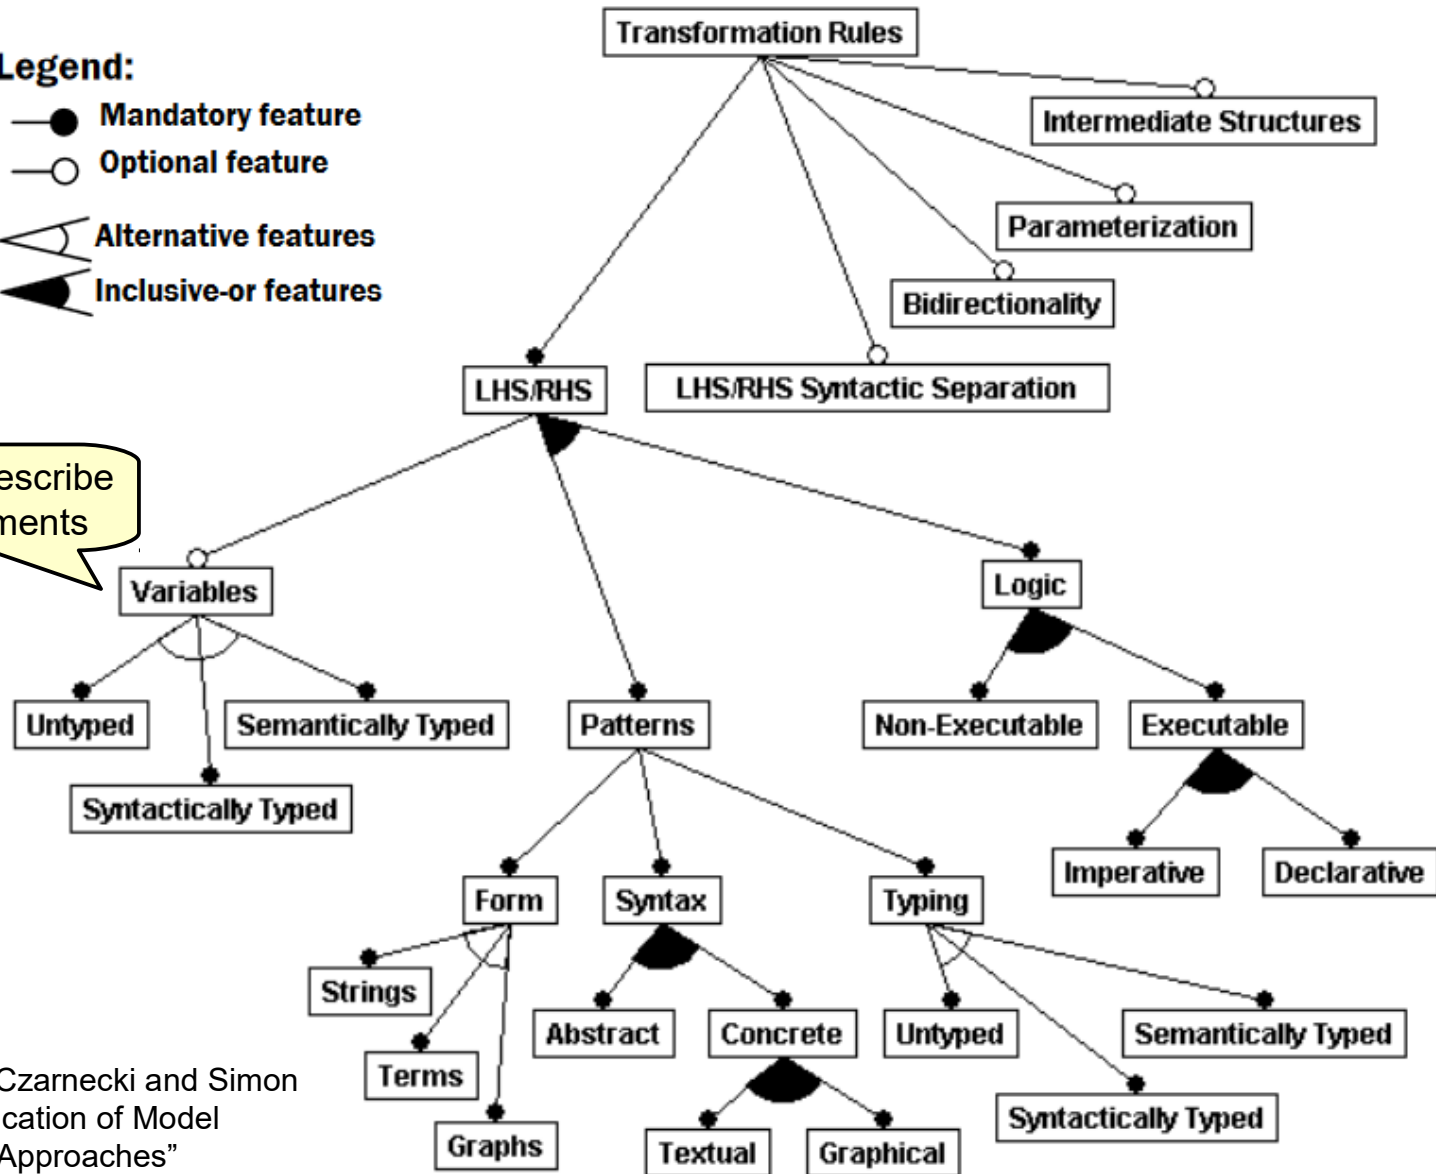 Transformation Rules
Legend:
Mandatory feature
Optional feature
Alternative features
Inclusive-or features
Intermediate Structures
Parameterization
Bidirectionality
LHS/RHS
LHS/RHS Syntactic Separation
escribe
ments
Variables
Logic
Untyped
Semantically Typed
Syntactically Typed
Patterns
Non-Executable
Executable
Imperative
Declarative
Form
Syntax
Typing
Strings
Terms
Graphs
Abstract
Concrete
Textual
Graphical
Untyped
Semantically Typed
Syntactically Typed
Czarnecki and Simon
cation of Model
Approaches”